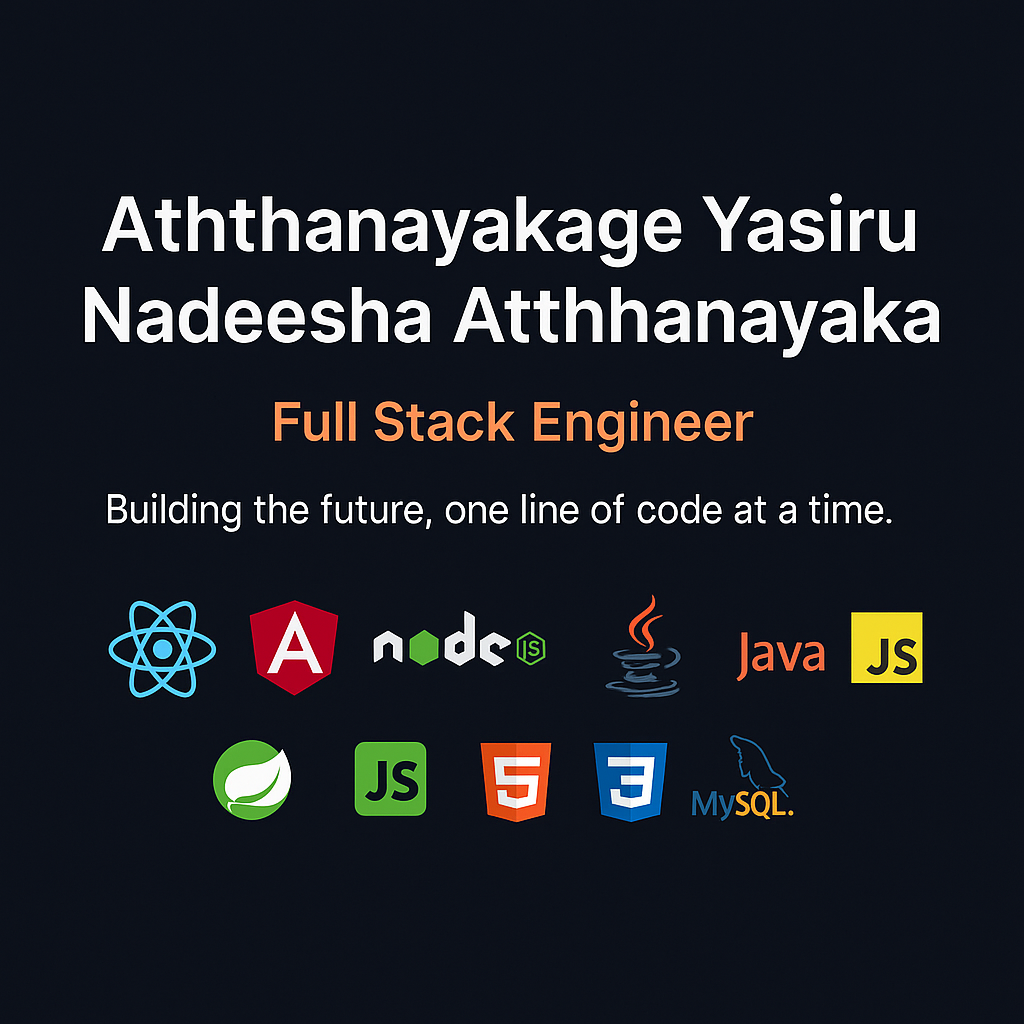 Aththanayakage Yasiru
Nadeesha Atthhanayaka
Full Stack Engineer
Building the future, one line of code at a time.
A node JS Java JS
JS 5 3 MySQL.